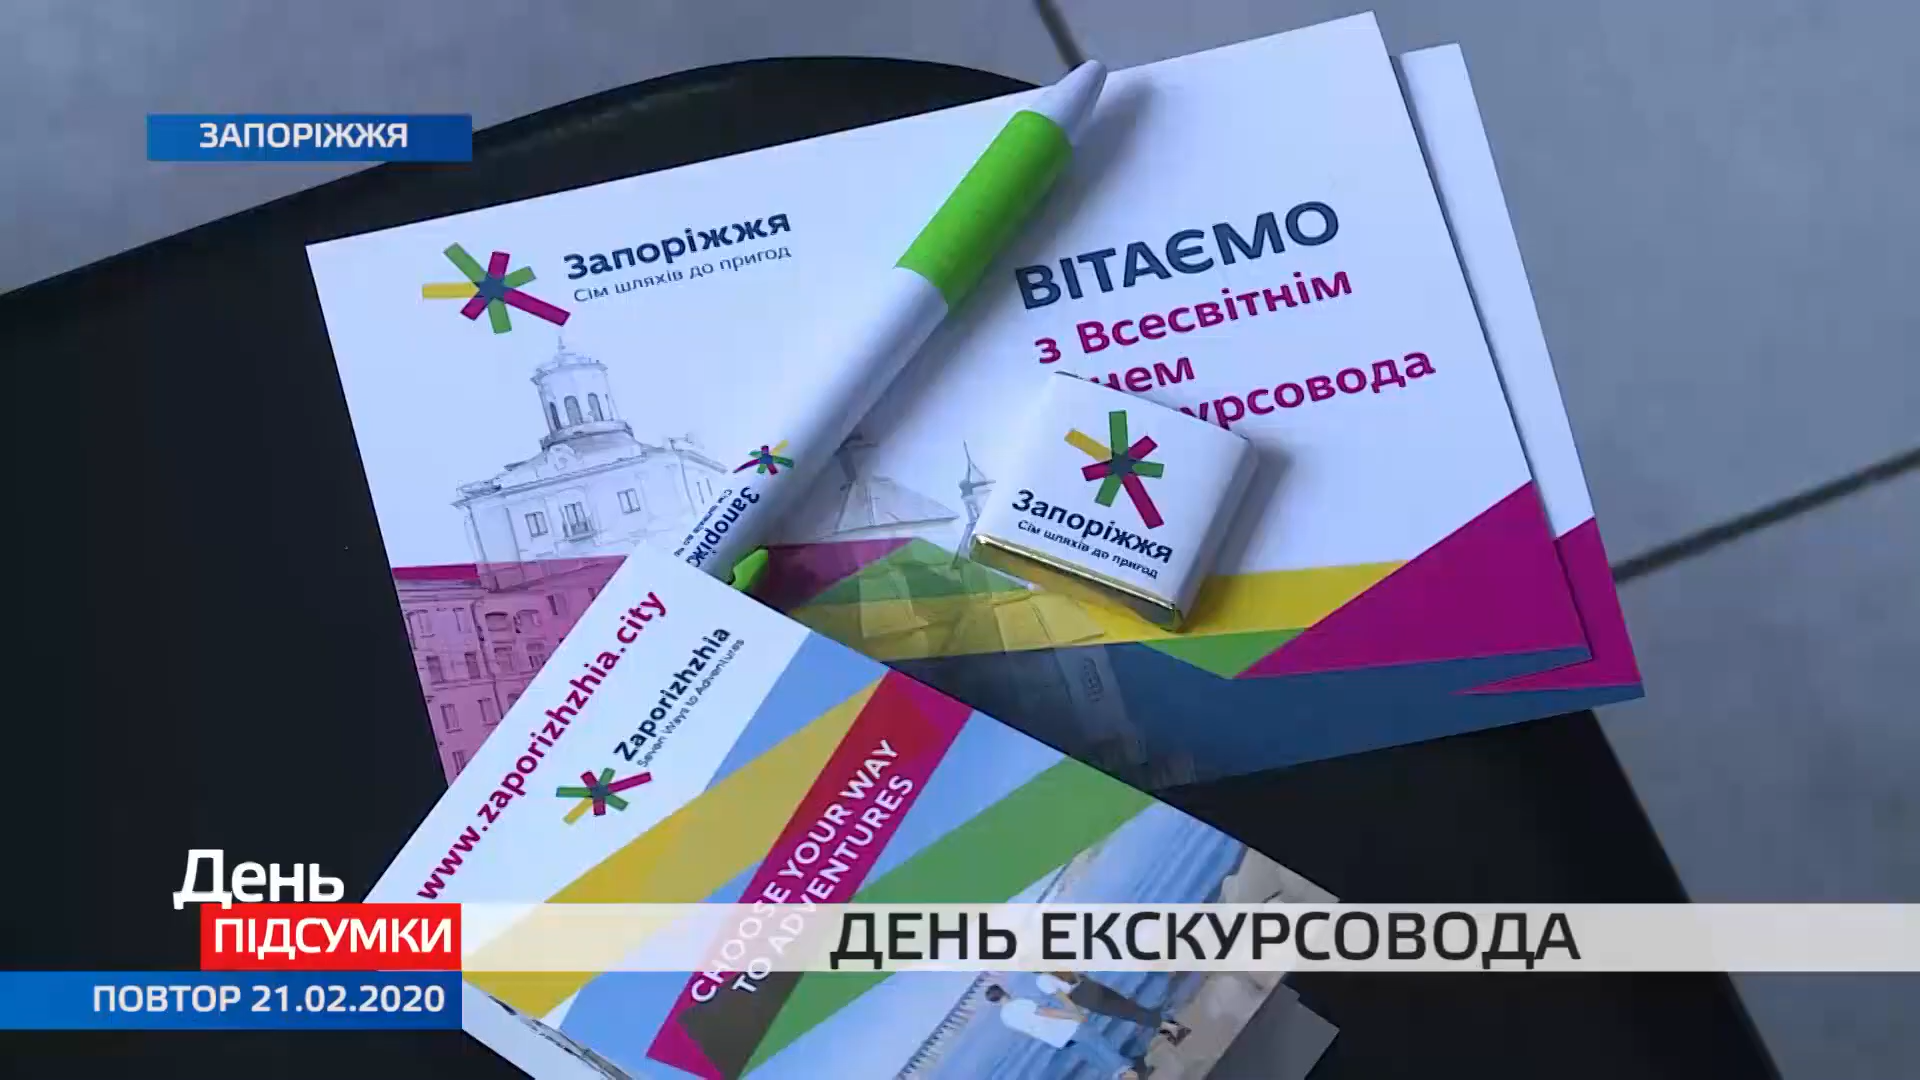 ЗАПОРІЖЖЯ
Запоріжжя
Сім шляхів до пригод
ВІТАЄМО
з Всесвітнім
Запоріжжя
Сім шляхів до пригод
www.zaporizhzhia.city
Zaporizhzhia
Seven Ways to Adventures
CHOOSE YOUR WAY
TO ADVENTURES
День
ПІДСУМКИ
ДЕНЬ ЕКСКУРСОВОДА
ПОВТОР 21.02.2020